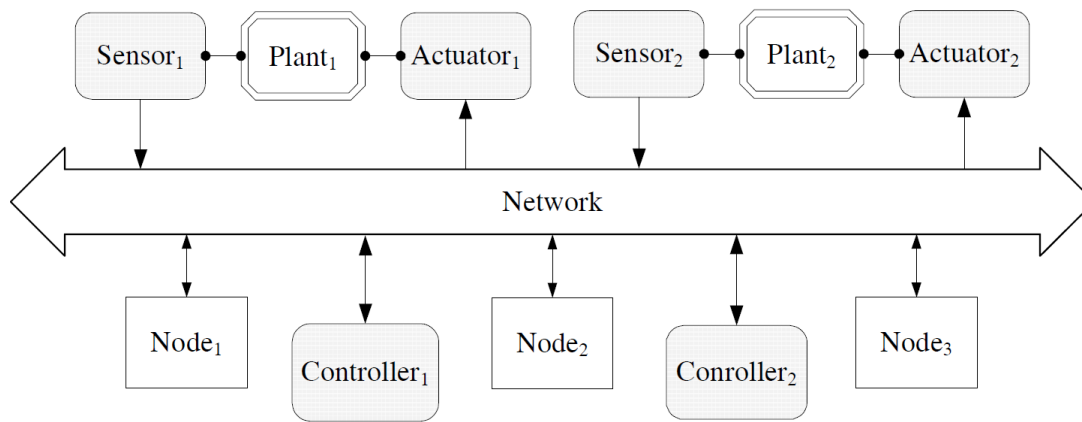 Sensor₁
Plant₁
Actuator₁
Sensor₂
Plant₂
Actuator₂
Network
Node₁
Controller₁
Node₂
Conroller₂
Node₃